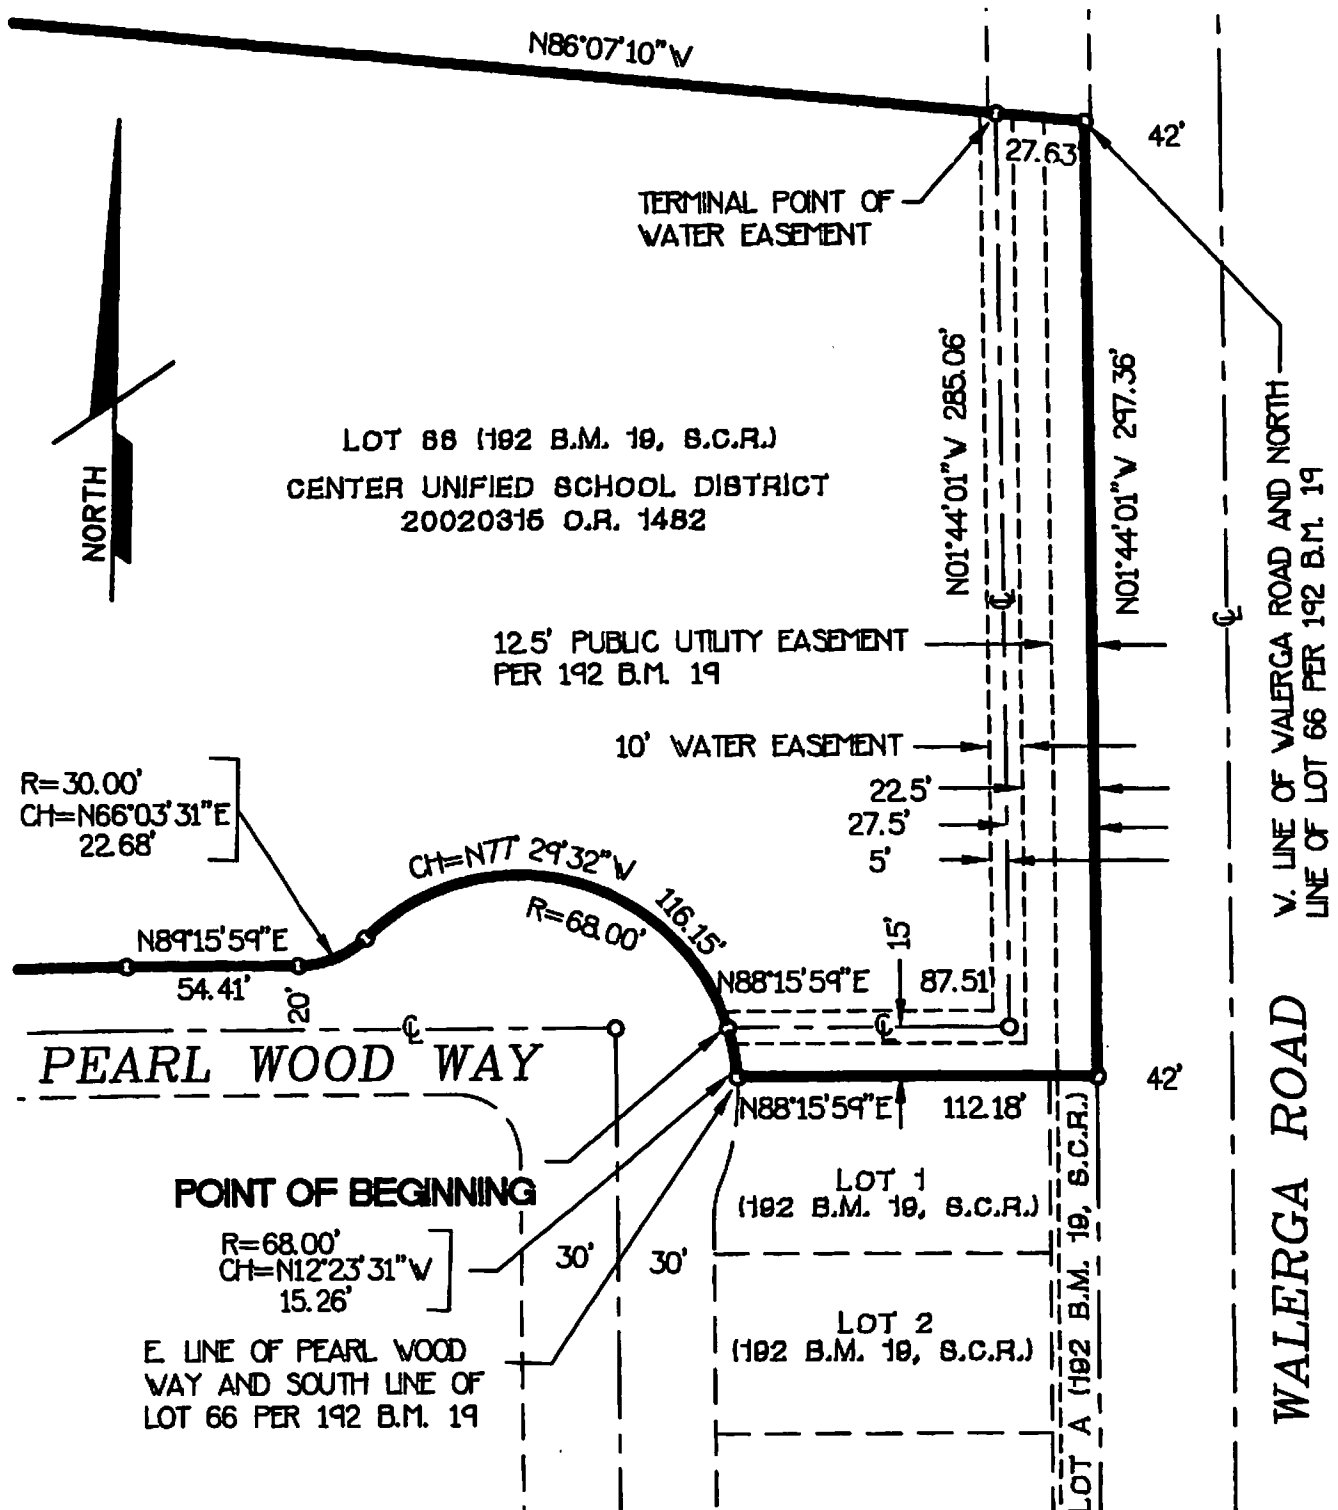 N86°07'10"W
42'
27.63'
TERMINAL POINT OF
WATER EASEMENT
N01°44'01"W 285.06'
N01°44'01"W 297.36'
W. LINE OF WALERGA ROAD AND NORTH
LINE OF LOT 66 PER 192 B.M. 19
NORTH
LOT 66 (192 B.M. 19, S.C.R.)
CENTER UNIFIED SCHOOL DISTRICT
20020315 O.R. 1482
℄
℄
12.5' PUBLIC UTILITY EASEMENT
PER 192 B.M. 19
10' WATER EASEMENT
22.5'
27.5'
5'
R=30.00'
CH=N66°03'31"E
22.68'
CH=N77°29'32"W
116.15'
R=68.00'
15'
N89°15'59"E
54.41'
20'
N88°15'59"E 87.51'
℄
℄
PEARL WOOD WAY
42'
N88°15'59"E 112.18'
POINT OF BEGINNING
R=68.00'
CH=N12°23'31"W
15.26'
30'
30'
E. LINE OF PEARL WOOD
WAY AND SOUTH LINE OF
LOT 66 PER 192 B.M. 19
LOT 1
(192 B.M. 19, S.C.R.)
LOT 2
(192 B.M. 19, S.C.R.)
LOT A (192 B.M. 19, S.C.R.)
WALERGA ROAD